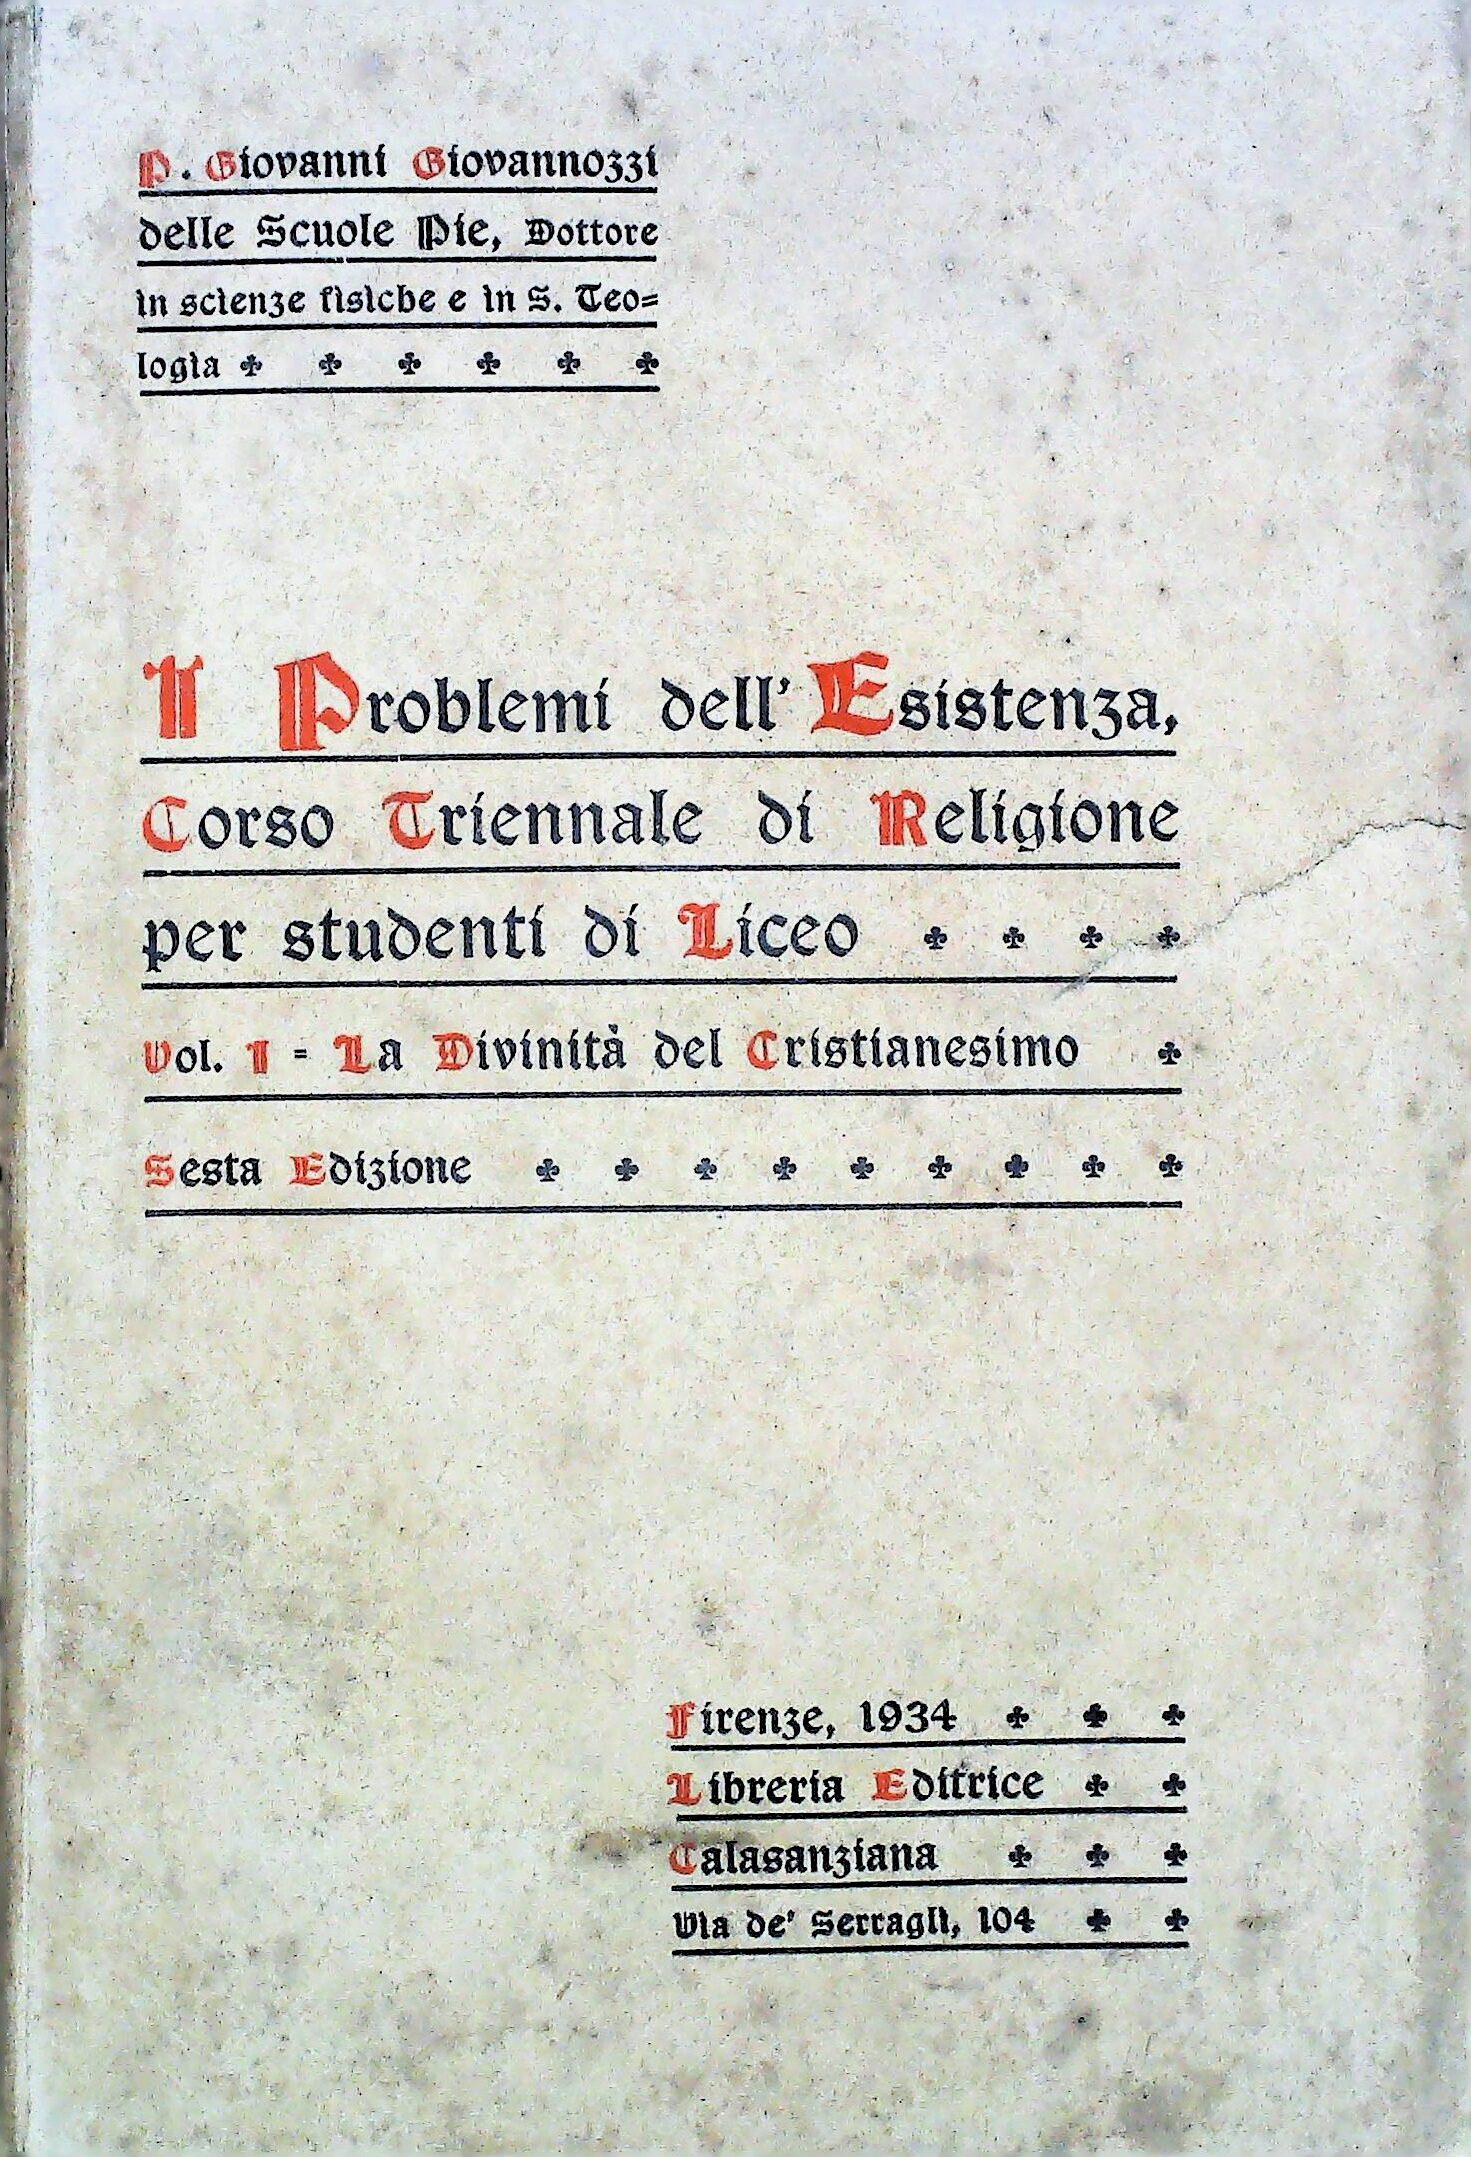 P. Giovanni Giovannozzi
delle Scuole Pie, Dottore
in scienze fisiche e in S. Teo=
logia ✤ ✤ ✤ ✤ ✤ ✤
I Problemi dell' Esistenza,
Corso Triennale di Religione
per studenti di Liceo ✤ ✤ ✤ ✤
Vol. I = La Divinità del Cristianesimo ✤
Sesta Edizione ✤ ✤ ✤ ✤ ✤ ✤ ✤ ✤ ✤
Firenze, 1934 ✤ ✤ ✤
Libreria Editrice ✤ ✤
Calasanziana ✤ ✤ ✤
Via de' Serragli, 104 ✤ ✤